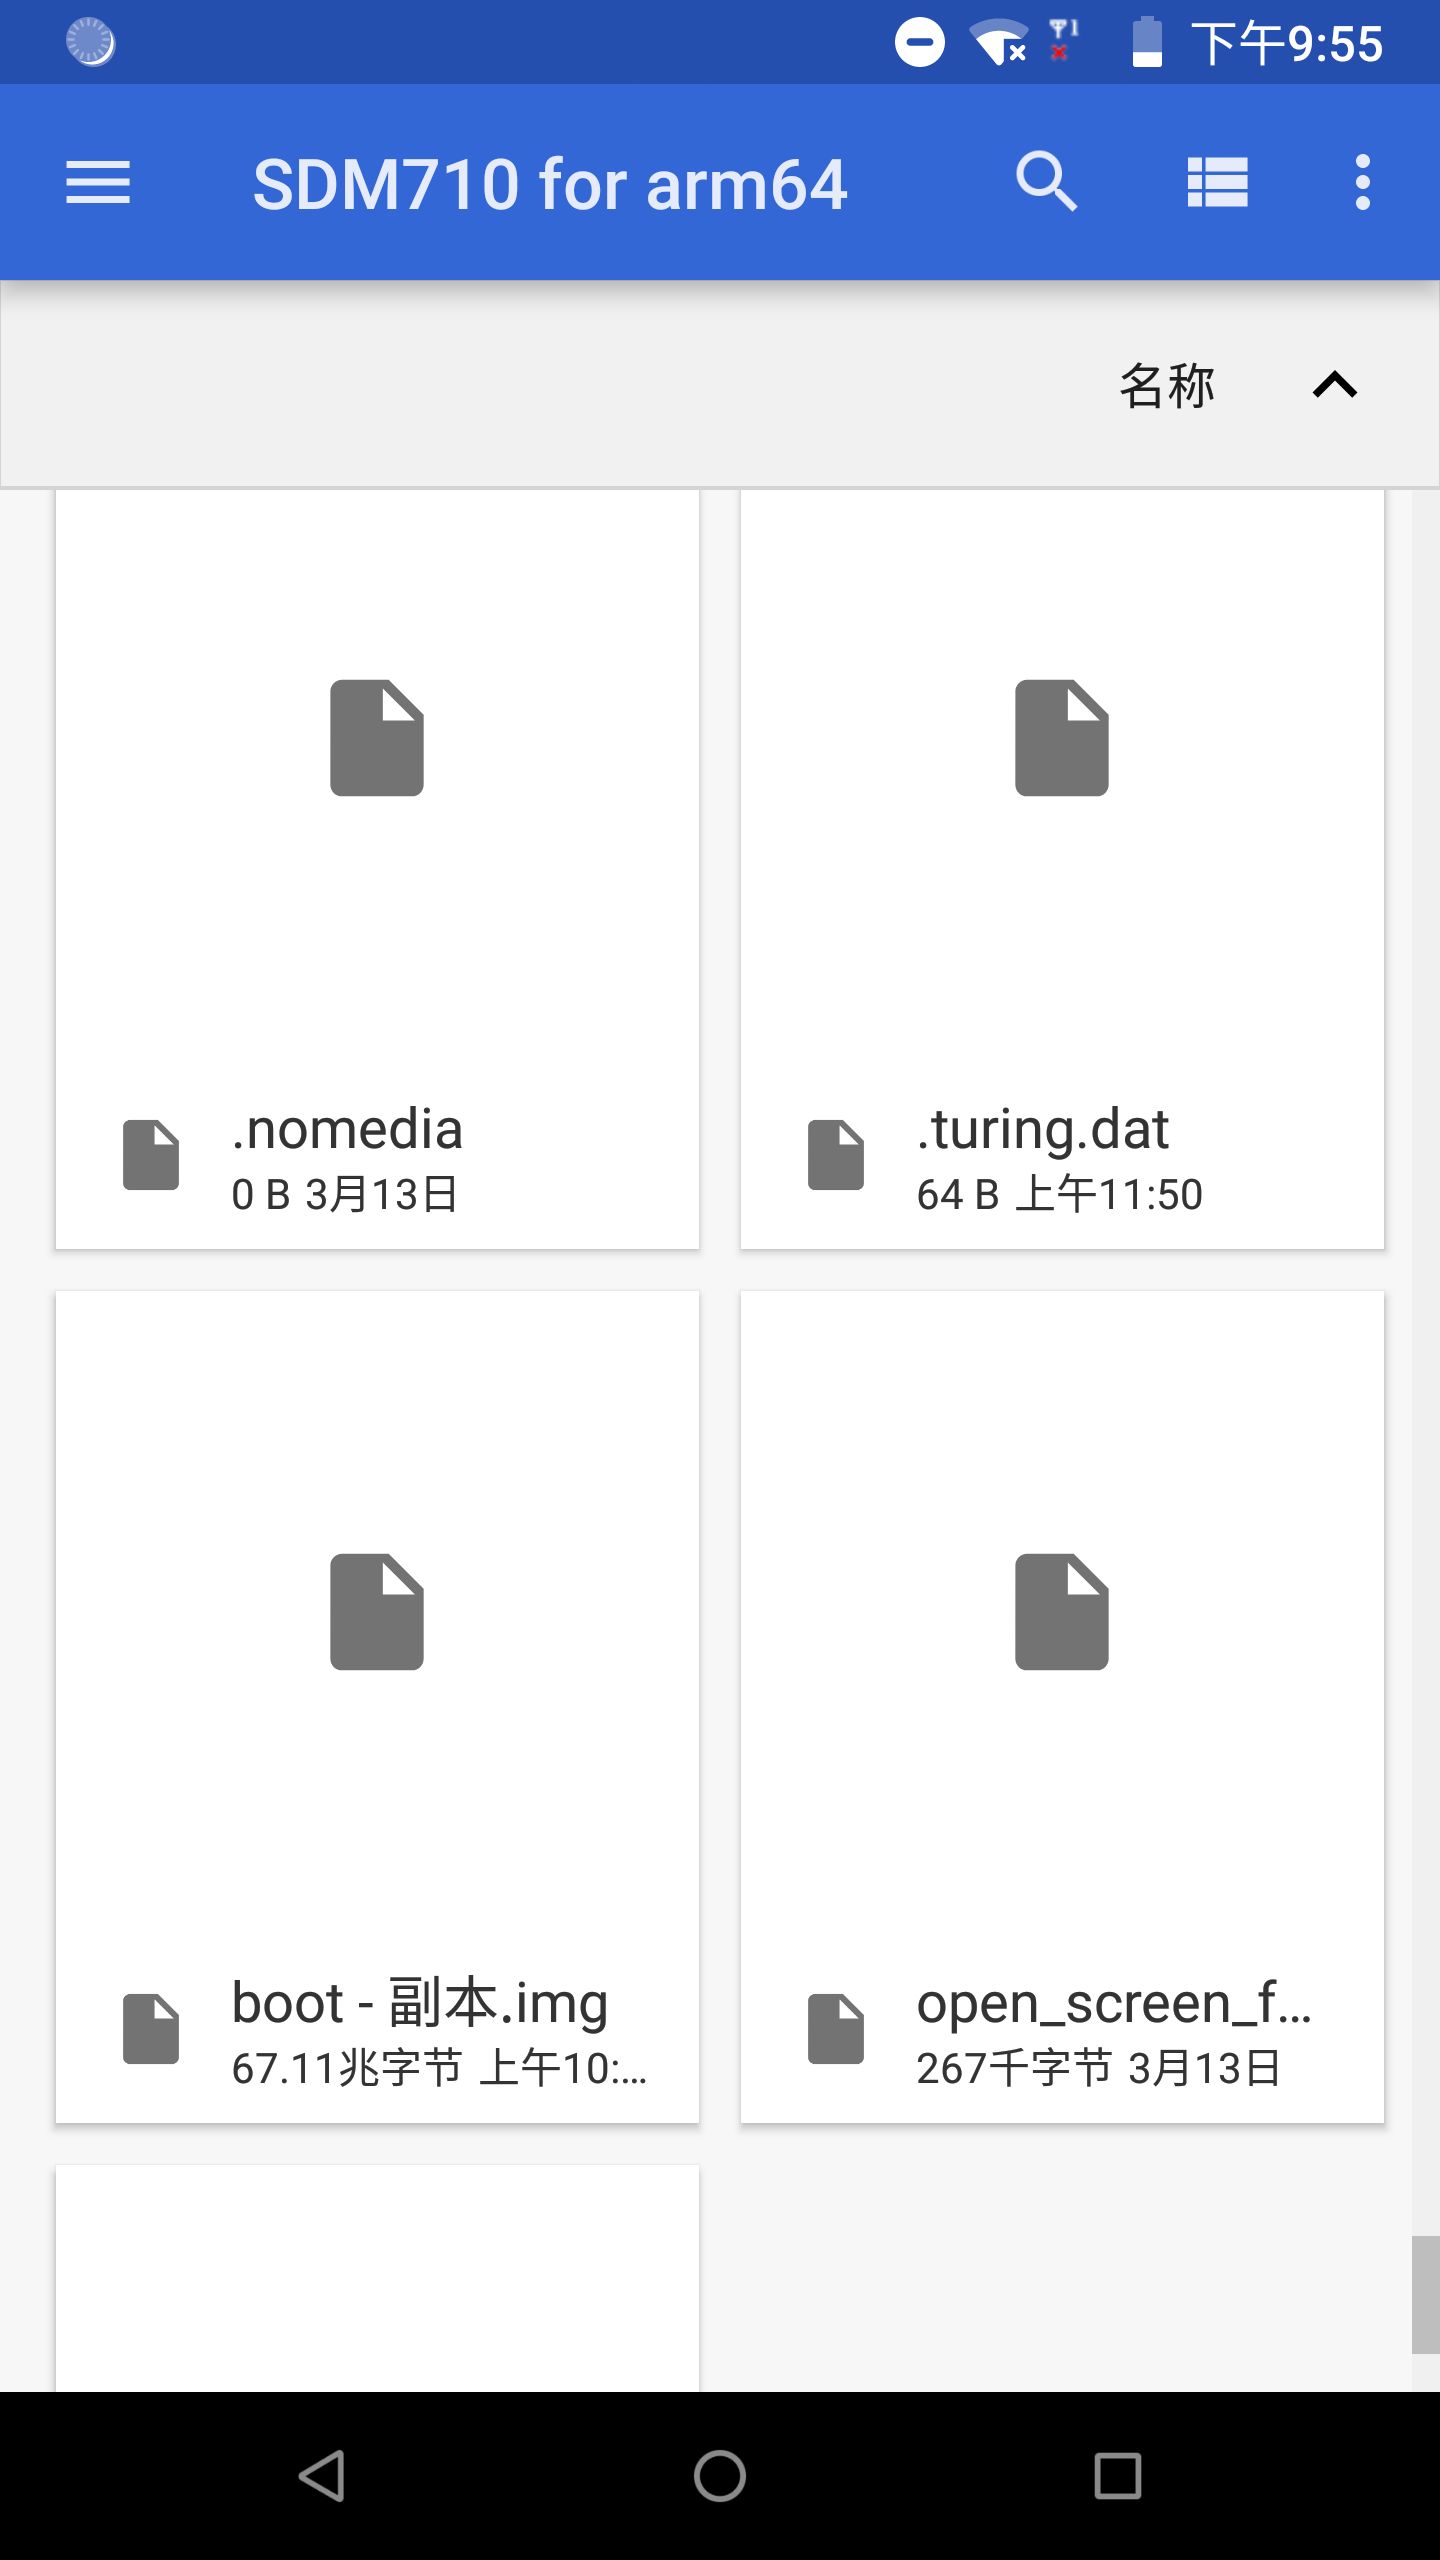 下午9:55
SDM710 for arm64
名称
.nomedia
0 B 3月13日
.turing.dat
64 B 上午11:50
boot - 副本.img
67.11兆字节 上午10:...
open_screen_f...
267千字节 3月13日